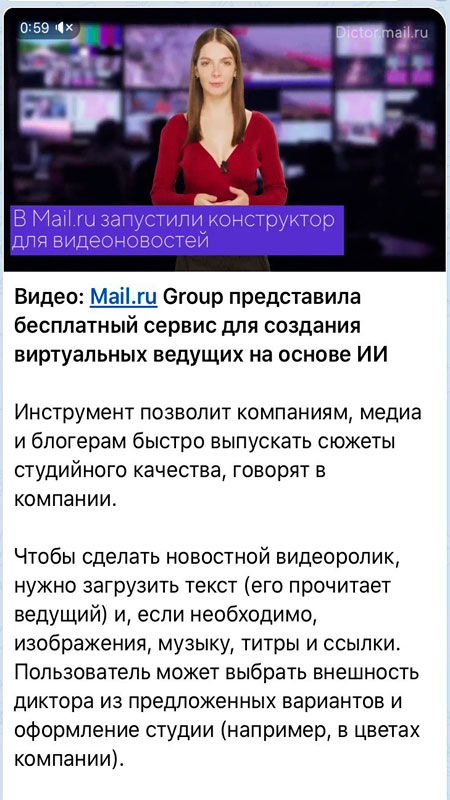 0:59
Dictor.mail.ru
В Mail.ru запустили конструктор
для видеоновостей
Видео: Mail.ru Group представила
бесплатный сервис для создания
виртуальных ведущих на основе ИИ
Инструмент позволит компаниям, медиа
и блогерам быстро выпускать сюжеты
студийного качества, говорят в
компании.
Чтобы сделать новостной видеоролик,
нужно загрузить текст (его прочитает
ведущий) и, если необходимо,
изображения, музыку, титры и ссылки.
Пользователь может выбрать внешность
диктора из предложенных вариантов и
оформление студии (например, в цветах
компании).